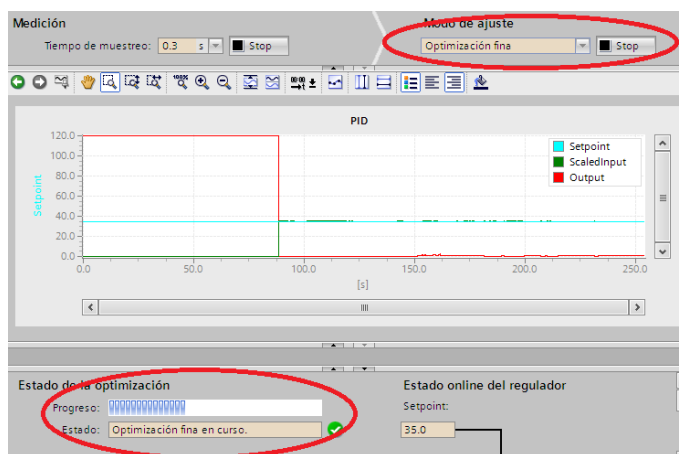 Medición
Modo de ajuste
Tiempo de muestreo: 0.3 s Stop
Optimización fina Stop
PID
Setpoint
120.0
100.0
80.0
60.0
40.0
20.0
0.0
Setpoint
ScaledInput
Output
0.0 50.0 100.0 150.0 200.0 250.0
[s]
Estado de la optimización
Progreso:
Estado: Optimización fina en curso.
Estado online del regulador
Setpoint:
35.0